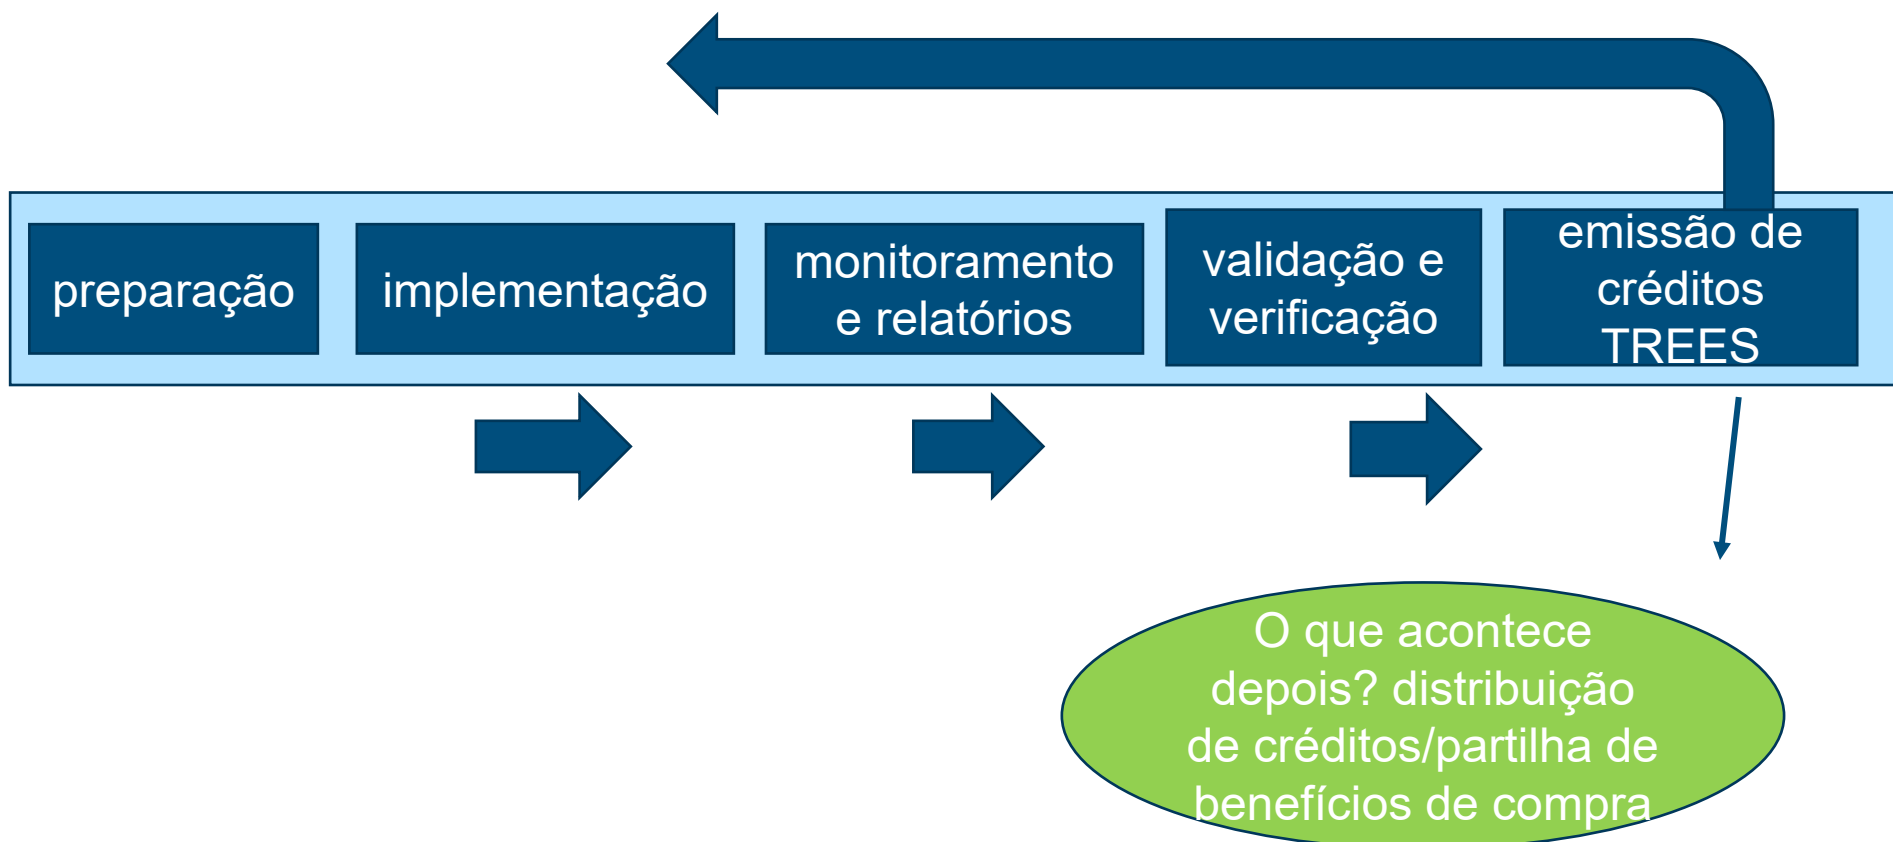 preparação
implementação
monitoramento
e relatórios
validação e
verificação
emissão de
créditos
TREES
O que acontece
depois? distribuição
de créditos/partilha de
benefícios de compra